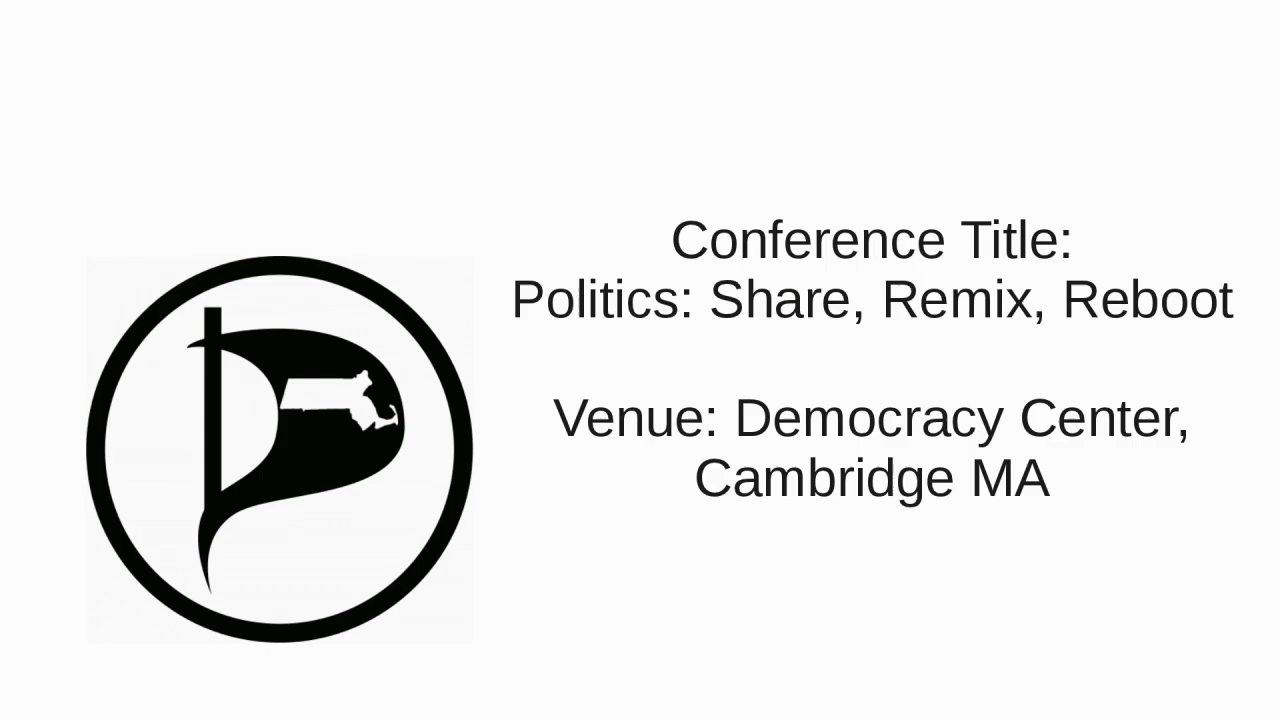 Conference Title:
Politics: Share, Remix, Reboot
Venue: Democracy Center,
Cambridge MA